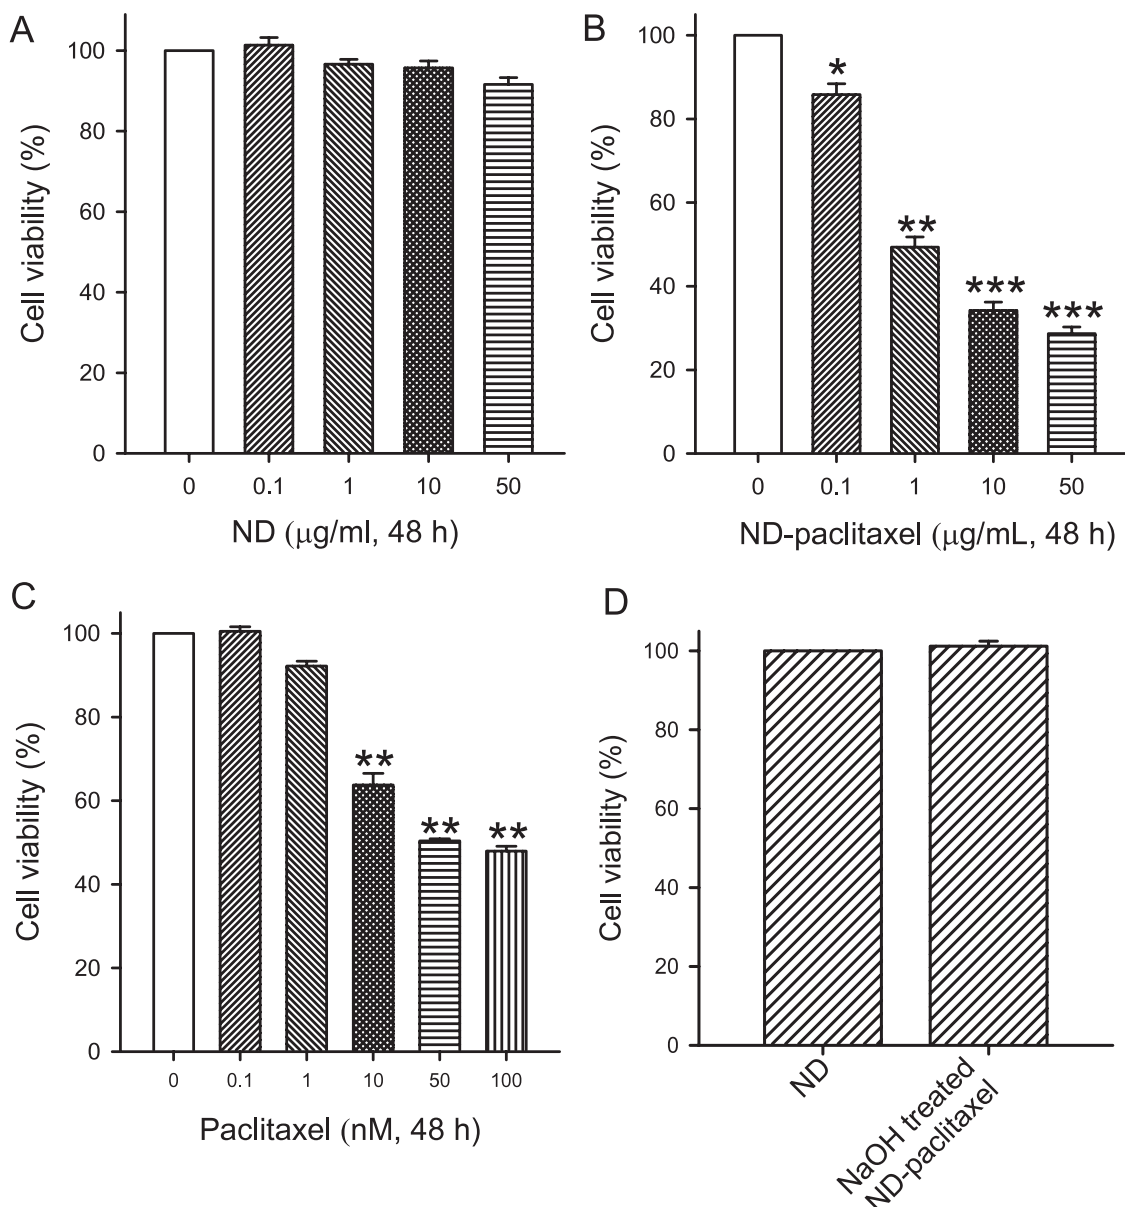 A
100
80
60
40
20
0
Cell viability (%)
0 0.1 1 10 50
ND (μg/ml, 48 h)
B
100
80
60
40
20
0
Cell viability (%)
*
**
***
***
0 0.1 1 10 50
ND-paclitaxel (μg/mL, 48 h)
C
100
80
60
40
20
0
Cell viability (%)
**
**
**
0 0.1 1 10 50 100
Paclitaxel (nM, 48 h)
D
100
80
60
40
20
0
Cell viability (%)
ND
NaOH treated
ND-paclitaxel